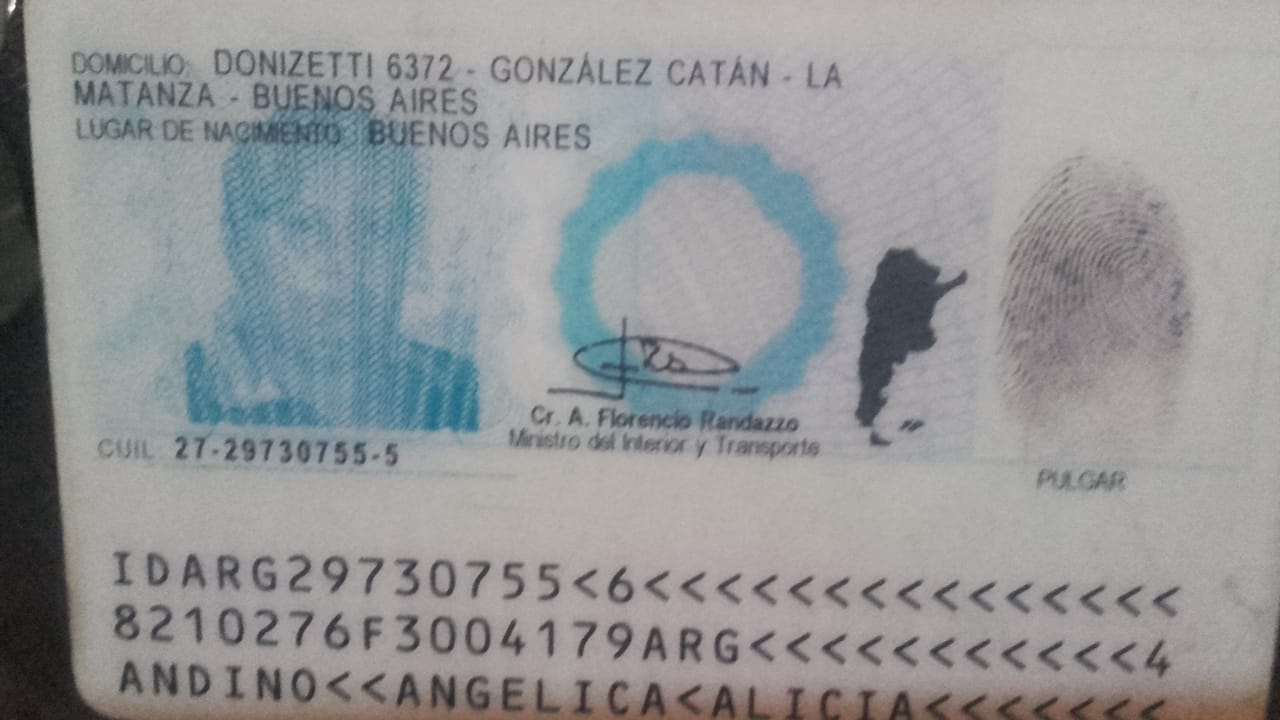 DOMICILIO: DONIZETTI 6372 - GONZÁLEZ CATÁN - LA
MATANZA - BUENOS AIRES
LUGAR DE NACIMIENTO: BUENOS AIRES
Cr. A. Florencio Randazzo
Ministro del Interior y Transporte
CUIL 27-29730755-5
PULGAR
IDARG29730755<6<<<<<<<<<<<<<<<
8210276F3004179ARG<<<<<<<<<<<4
ANDINO<<ANGELICA<ALICIA<<<<<<<